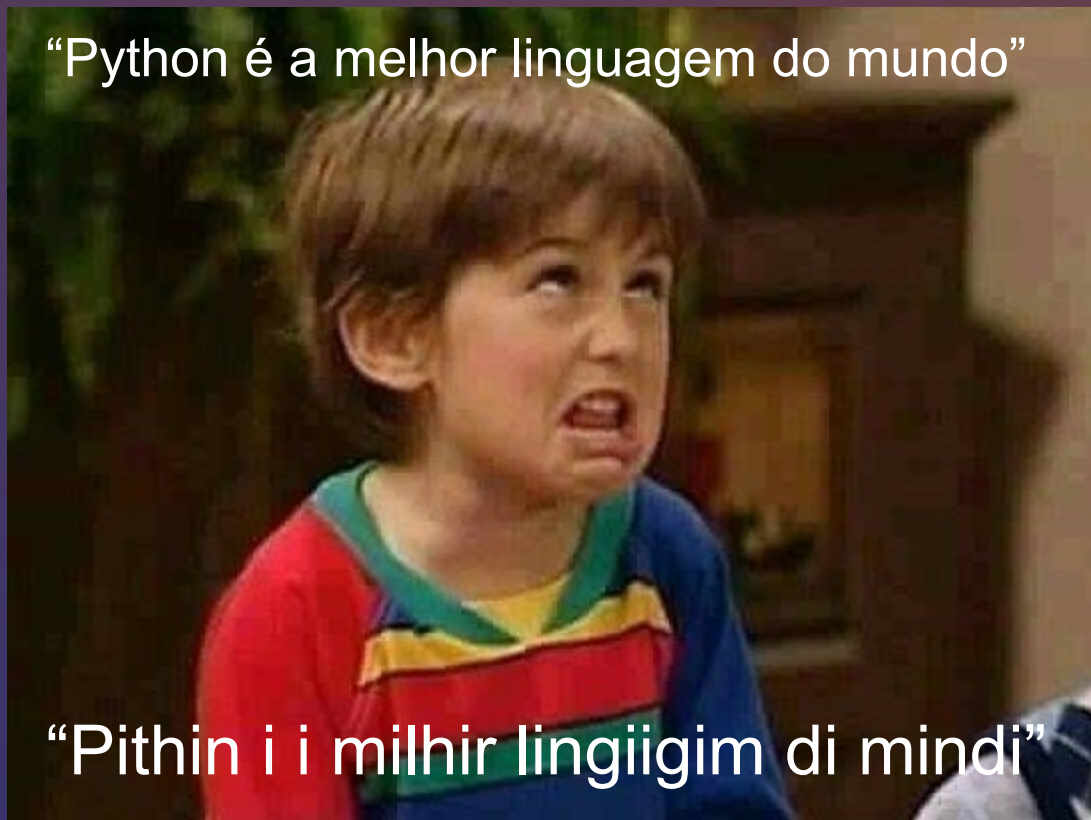 “Python é a melhor linguagem do mundo”
“Pithin i i milhir lingiigim di mindi”